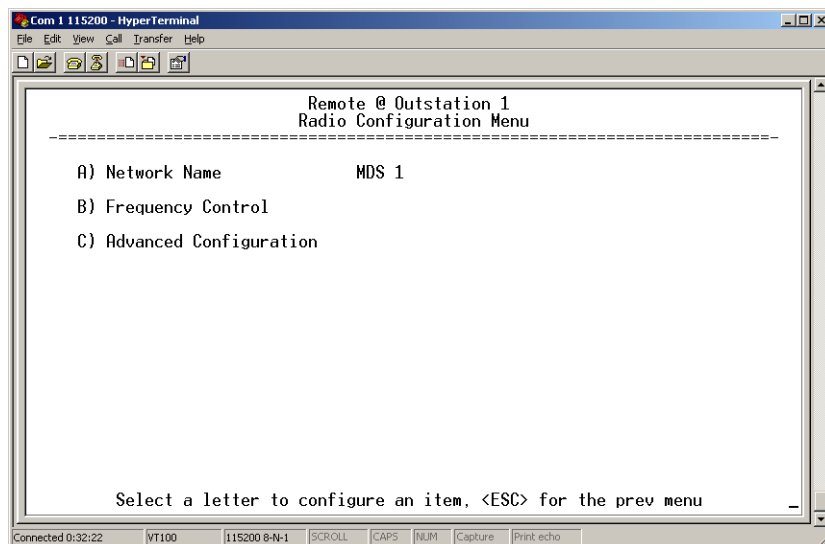 Com 1 115200 - HyperTerminal
File Edit View Call Transfer Help
Remote @ Outstation 1
Radio Configuration Menu
-==========================================================================-
A) Network Name MDS 1
B) Frequency Control
C) Advanced Configuration
Select a letter to configure an item, <ESC> for the prev menu _
Connected 0:32:22 VT100 115200 8-N-1 SCROLL CAPS NUM Capture Print echo